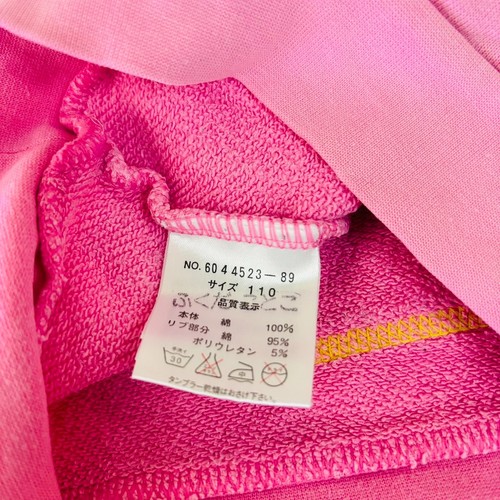 NO. 6044523-89
サイズ 110
品質表示
本体 綿 100%
リブ部分 綿 95%
ポリウレタン 5%
30
タンブラー乾燥はお避け下さい